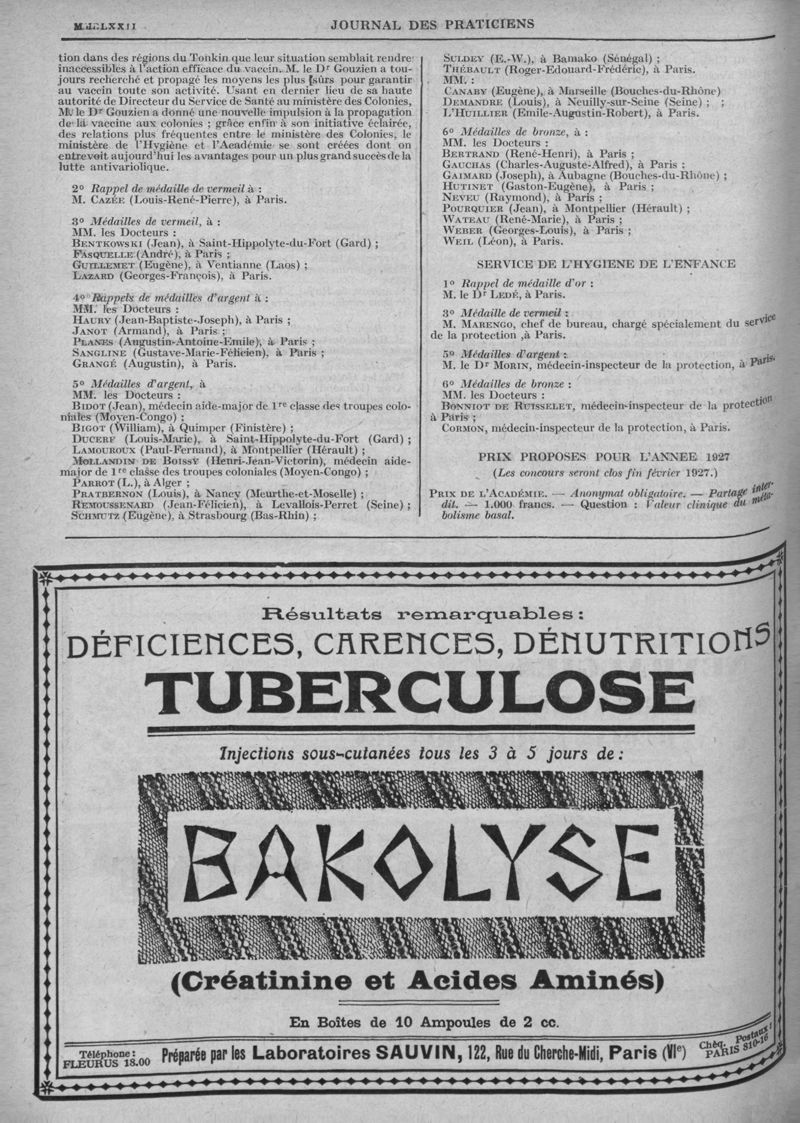 JOURNAL DES PRATICIENS
tion dans des régions du Tonkin que leur situation semblait rendre
inaccessibles à l'action efficace du vaccin. M. le Dr Gouzien a tou-
jours recherché et propagé les moyens les plus sûrs pour garantir
au vaccin toute son activité. Usant en dernier lieu de sa haute
autorité de Directeur du Service de Santé au ministère des Colonies,
M. le Dr Gouzien a donné une nouvelle impulsion à la propagation
de la vaccine aux colonies ; grâce enfin à son initiative éclairée,
des relations plus fréquentes entre le ministère des Colonies, le
ministère de l'Hygiène et l'Académie se sont créées dont on
entrevoit aujourd'hui les avantages pour un plus grand succès de la
lutte antivariolique.
2º Rappel de médaille de vermeil à :
M. CAZÉE (Louis-René-Pierre), à Paris.
3º Médailles de vermeil, à :
MM. les Docteurs :
BENTKOWSKI (Jean), à Saint-Hippolyte-du-Fort (Gard) ;
FASQUELLE (André), à Paris ;
GUILLEMET (Eugène), à Ventianne (Laos) ;
LAZARD (Georges-François), à Paris.
4º Rappels de médailles d'argent à :
MM. les Docteurs :
HAURY (Jean-Baptiste-Joseph), à Paris ;
JANOT (Armand), à Paris ;
PLANES (Augustin-Antoine-Emile), à Paris ;
SANGLINE (Gustave-Marie-Félicien), à Paris ;
GRANGÉ (Augustin), à Paris.
5º Médailles d'argent, à
MM. les Docteurs :
BIDOT (Jean), médecin aide-major de 1re classe des troupes colo-
niales (Moyen-Congo) ;
BIGOT (William), à Quimper (Finistère) ;
DUCERF (Louis-Marie), à Saint-Hippolyte-du-Fort (Gard) ;
LAMOUROUX (Paul-Fernand), à Montpellier (Hérault) ;
MOLLANDIN DE BOISSY (Henri-Jean-Victorin), médecin aide-
major de 1re classe des troupes coloniales (Moyen-Congo) ;
PARROT (L.), à Alger ;
PRATBERNON (Louis), à Nancy (Meurthe-et-Moselle) ;
REMOUSSENARD (Jean-Félicien), à Levallois-Perret (Seine) ;
SCHMUTZ (Eugène), à Strasbourg (Bas-Rhin) ;
SULDEY (E.-W.), à Bamako (Sénégal) ;
THÉBAULT (Roger-Edouard-Frédéric), à Paris.
MM. :
CANABY (Eugène), à Marseille (Bouches-du-Rhône)
DEMANDRE (Louis), à Neuilly-sur-Seine (Seine) ; ;
L'HUILLIER (Emile-Augustin-Robert), à Paris.
6º Médailles de bronze, à :
MM. les Docteurs :
BERTRAND (René-Henri), à Paris ;
GAUCHAS (Charles-Auguste-Alfred), à Paris :
GAIMARD (Joseph), à Aubagne (Bouches-du-Rhône) ;
HUTINET (Gaston-Eugène), à Paris ;
NEVEU (Raymond), à Paris ;
POURQUIER (Jean), à Montpellier (Hérault) ;
WATEAU (René-Marie), à Paris ;
WEBER (Georges-Louis), à Paris ;
WEIL (Léon), à Paris.
SERVICE DE L'HYGIENE DE L'ENFANCE
1º Rappel de médaille d'or :
M. le Dr LEDÉ, à Paris.
3º Médaille de vermeil :
M. MARENGO, chef de bureau, chargé spécialement du service
de la protection ,à Paris.
5º Médailles d'argent :
M. le Dr MORIN, médecin-inspecteur de la protection, à Paris.
6º Médailles de bronze :
MM. les Docteurs :
BONNIOT DE RUISSELET, médecin-inspecteur de la protection
à Paris ;
CORMON, médecin-inspecteur de la protection, à Paris.
PRIX PROPOSES POUR L'ANNEE 1927
(Les concours seront clos fin février 1927.)
PRIX DE L'ACADÉMIE. — Anonymat obligatoire. — Partage inter-
dit. — 1.000 francs. — Question : Valeur clinique du méta-
bolisme basal.
Résultats remarquables :
DÉFICIENCES, CARENCES, DÉNUTRITIONS
TUBERCULOSE
Injections sous-cutanées tous les 3 à 5 jours de :
BAKOLYSE
(Créatinine et Acides Aminés)
En Boîtes de 10 Ampoules de 2 cc.
Téléphone :
FLEURUS 18.00
Préparée par les Laboratoires SAUVIN, 122, Rue du Cherche-Midi, Paris (VIe)
Chèq. Postaux :
PARIS 810-16